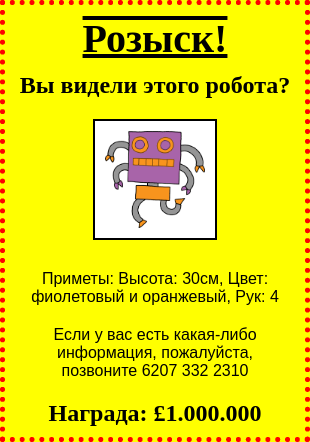 Розыск!
Вы видели этого робота?
Приметы: Высота: 30см, Цвет:
фиолетовый и оранжевый, Рук: 4
Если у вас есть какая-либо
информация, пожалуйста,
позвоните 6207 332 2310
Награда: £1.000.000